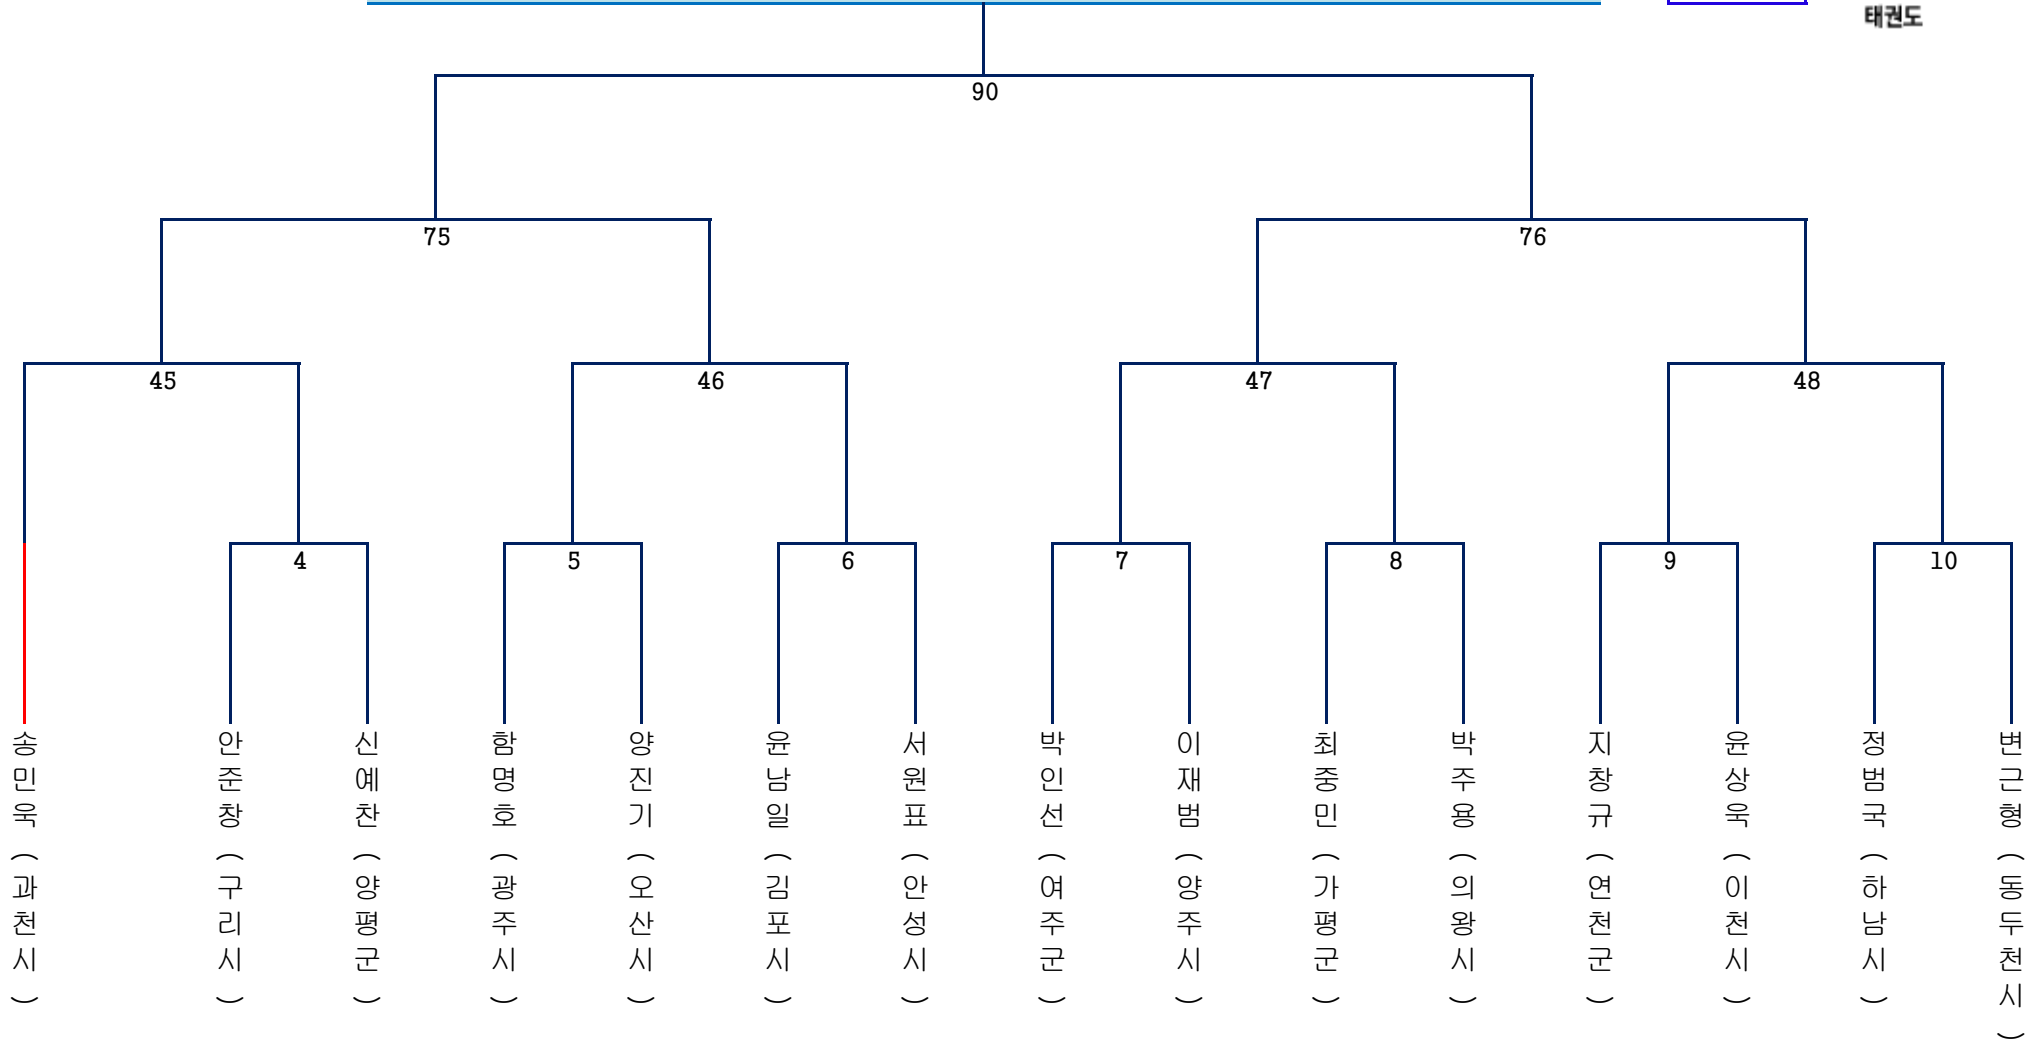 태권도
90
75
76
45
46
47
48
4
5
6
7
8
9
10
송민욱(과천시)
안준창(구리시)
신예찬(양평군)
함명호(광주시)
양진기(오산시)
윤남일(김포시)
서원표(안성시)
박인선(여주군)
이재범(양주시)
최중민(가평군)
박주용(의왕시)
지창규(연천군)
윤상욱(이천시)
정범국(하남시)
변근형(동두천시)